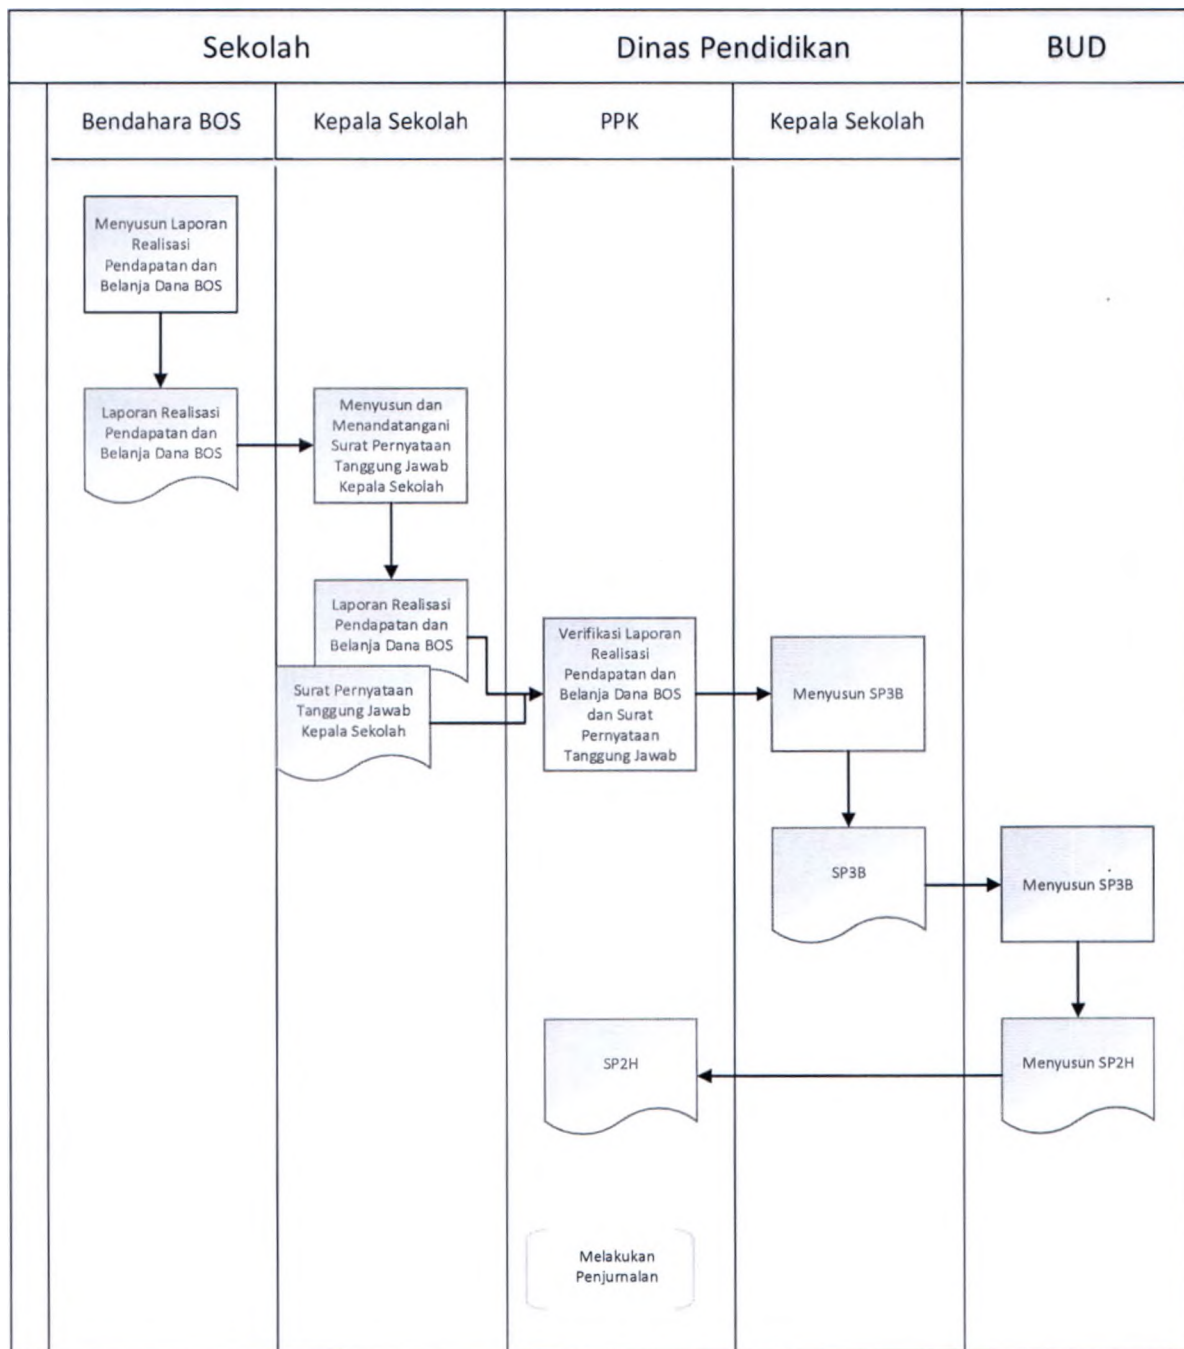 Sekolah
Dinas Pendidikan
BUD
Bendahara BOS
Kepala Sekolah
PPK
Kepala Sekolah
Menyusun Laporan
Realisasi
Pendapatan dan
Belanja Dana BOS
Laporan Realisasi
Pendapatan dan
Belanja Dana BOS
Menyusun dan
Menandatangani
Surat Pernyataan
Tanggung Jawab
Kepala Sekolah
Laporan Realisasi
Pendapatan dan
Belanja Dana BOS
Surat Pernyataan
Tanggung Jawab
Kepala Sekolah
Verifikasi Laporan
Realisasi
Pendapatan dan
Belanja Dana BOS
dan Surat
Pernyataan
Tanggung Jawab
Menyusun SP3B
SP3B
Menyusun SP3B
Menyusun SP2H
SP2H
Melakukan
Penjurnalan